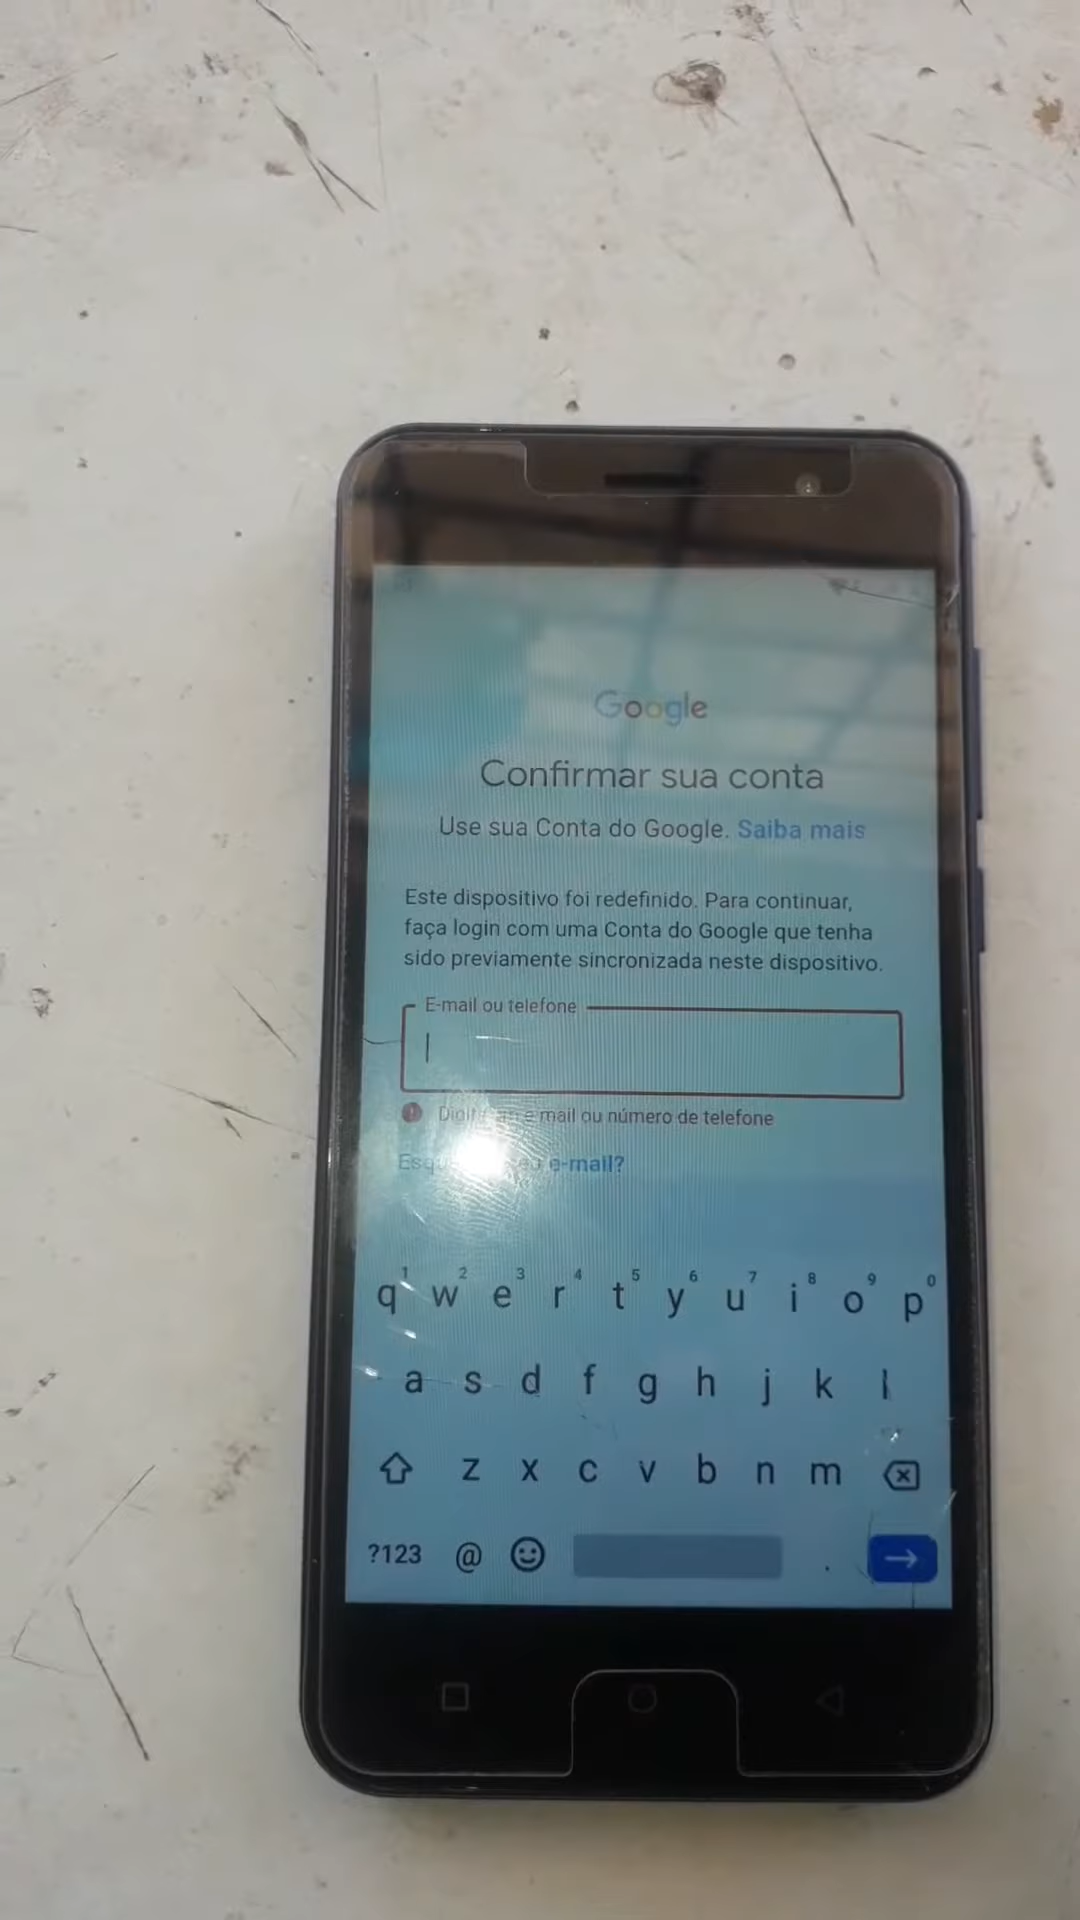 Google
Confirmar sua conta
Use sua Conta do Google. Saiba mais
Este dispositivo foi redefinido. Para continuar,
faça login com uma Conta do Google que tenha
sido previamente sincronizada neste dispositivo.
E-mail ou telefone
mail ou número de telefone
e-mail?
1 2 3 4 5 6 7 8 9 0
q w e r t y u i o p
a s d f g h j k l
z x c v b n m
?123 @ .